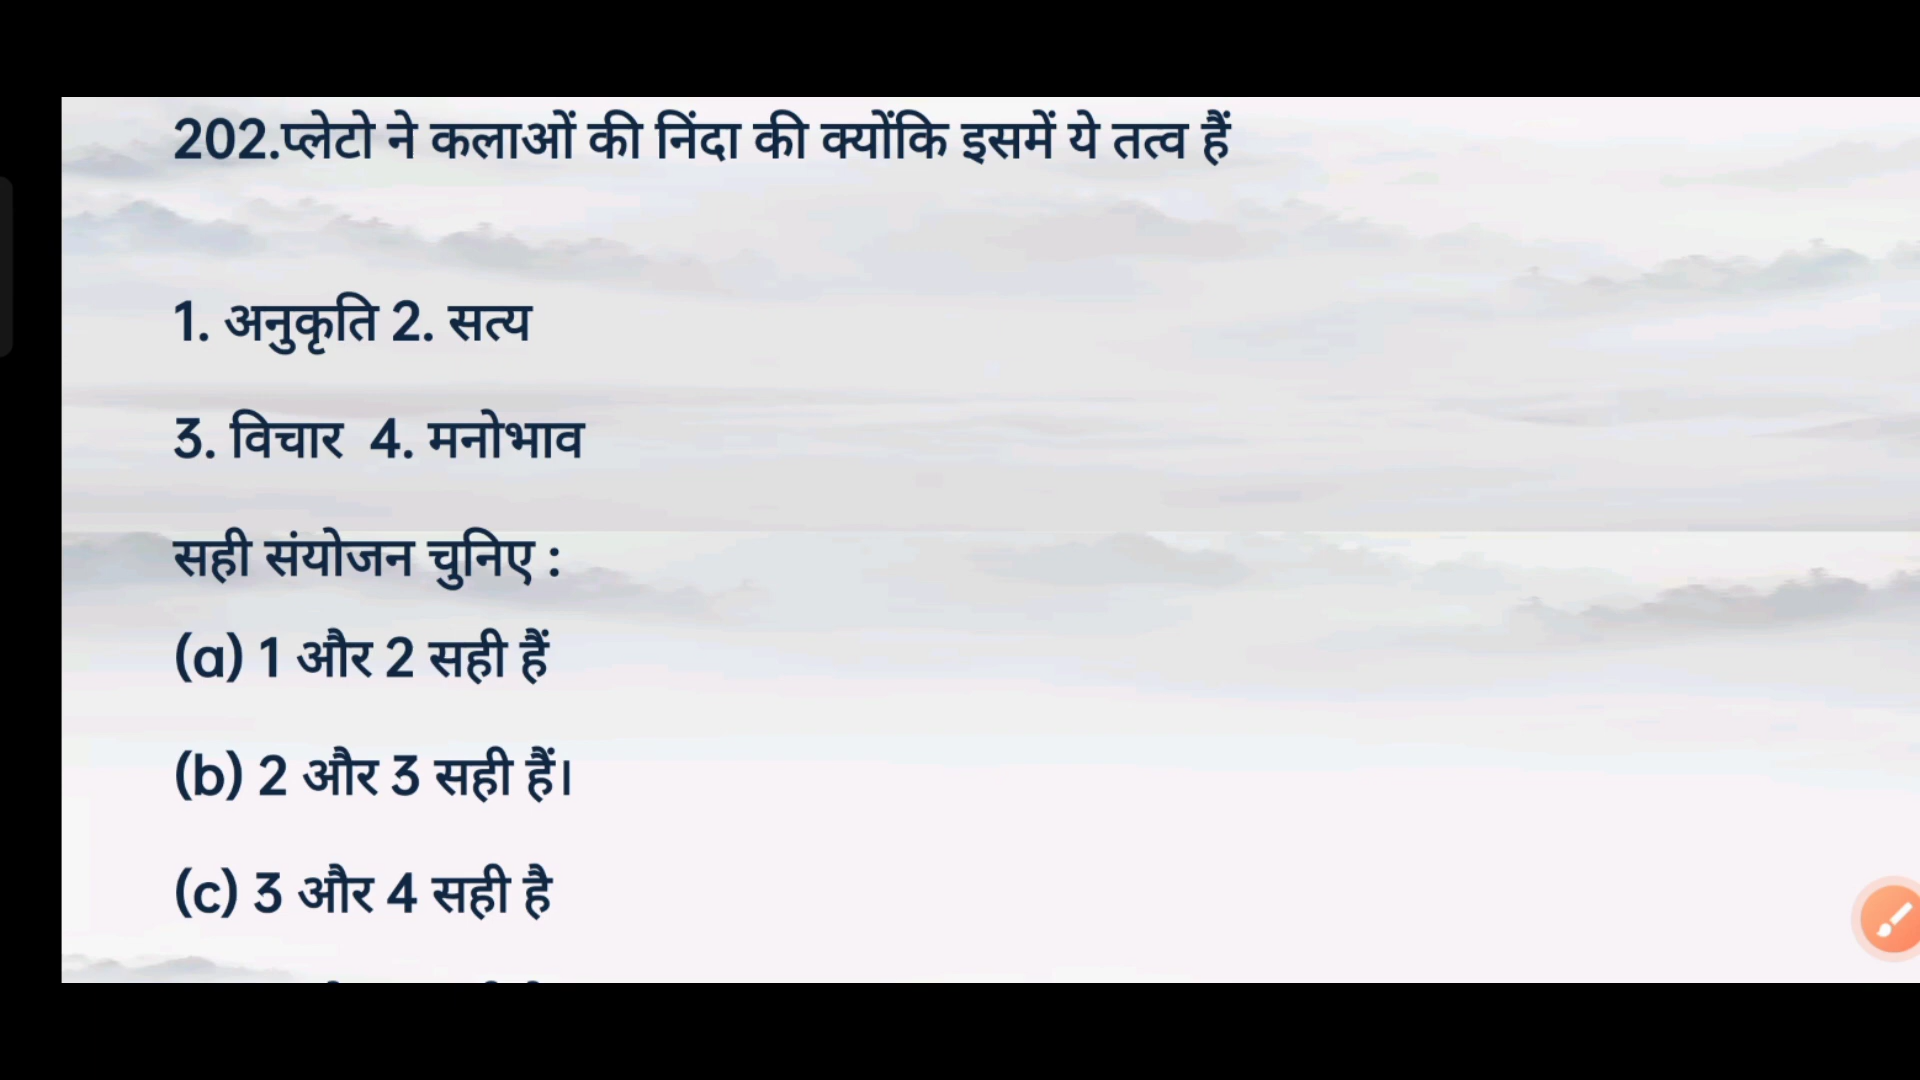 202.प्लेटो ने कलाओं की निंदा की क्योंकि इसमें ये तत्व हैं
1. अनुकृति 2. सत्य
3. विचार 4. मनोभाव
सही संयोजन चुनिए :
(a) 1 और 2 सही हैं
(b) 2 और 3 सही हैं।
(c) 3 और 4 सही है